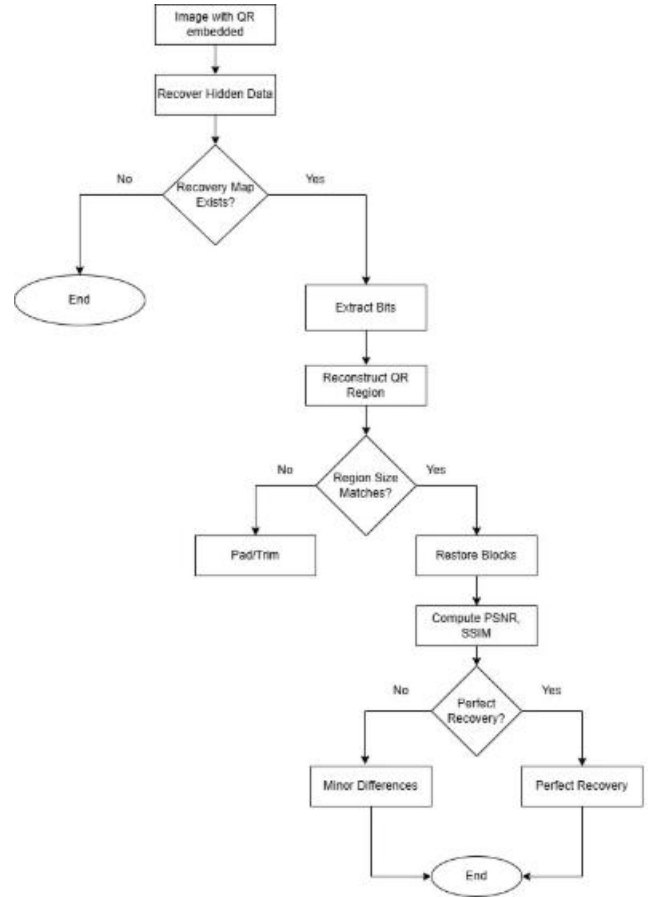 Image with QR
embedded
Recover Hidden Data
No
Recovery Map
Exists?
Yes
End
Extract Bits
Reconstruct QR
Region
No
Region Size
Matches?
Yes
Pad/Trim
Restore Blocks
Compute PSNR,
SSIM
No
Perfect
Recovery?
Yes
Minor Differences
Perfect Recovery
End